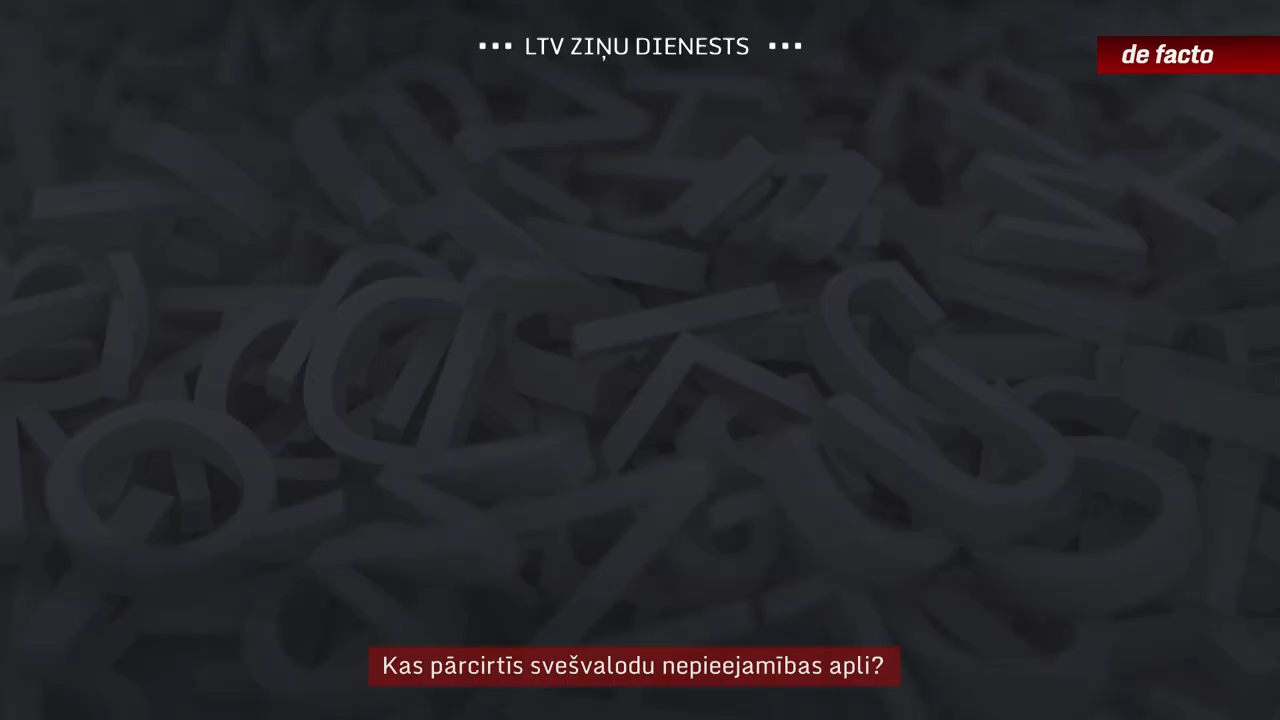 LTV ZIŅU DIENESTS
de facto
Kas pārcirtīs svešvalodu nepieejamības apli?